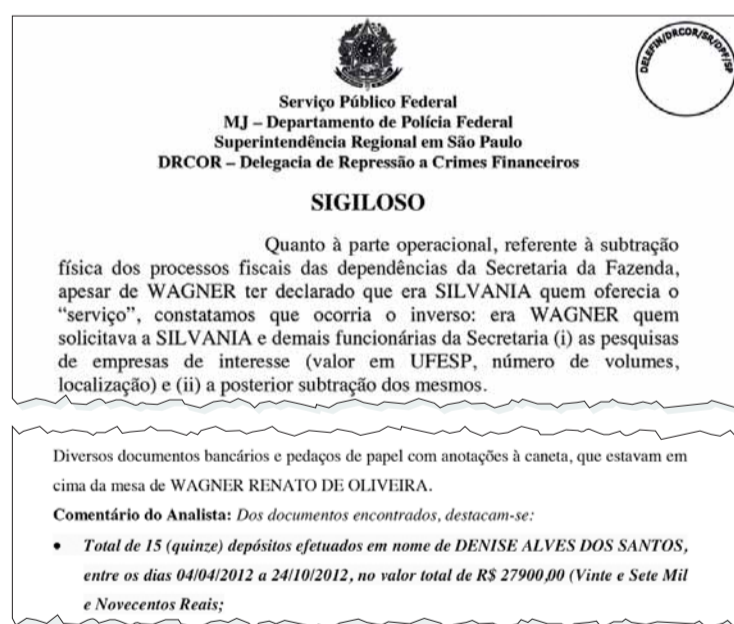 DELEFIN/DRCOR/SR/DPF/SP
Serviço Público Federal
MJ – Departamento de Polícia Federal
Superintendência Regional em São Paulo
DRCOR – Delegacia de Repressão a Crimes Financeiros
SIGILOSO
Quanto à parte operacional, referente à subtração
física dos processos fiscais das dependências da Secretaria da Fazenda,
apesar de WAGNER ter declarado que era SILVANIA quem oferecia o
“serviço”, constatamos que ocorria o inverso: era WAGNER quem
solicitava a SILVANIA e demais funcionárias da Secretaria (i) as pesquisas
de empresas de interesse (valor em UFESP, número de volumes,
localização) e (ii) a posterior subtração dos mesmos.
Diversos documentos bancários e pedaços de papel com anotações à caneta, que estavam em
cima da mesa de WAGNER RENATO DE OLIVEIRA.
Comentário do Analista: Dos documentos encontrados, destacam-se:
• Total de 15 (quinze) depósitos efetuados em nome de DENISE ALVES DOS SANTOS,
entre os dias 04/04/2012 a 24/10/2012, no valor total de R$ 27900,00 (Vinte e Sete Mil
e Novecentos Reais;